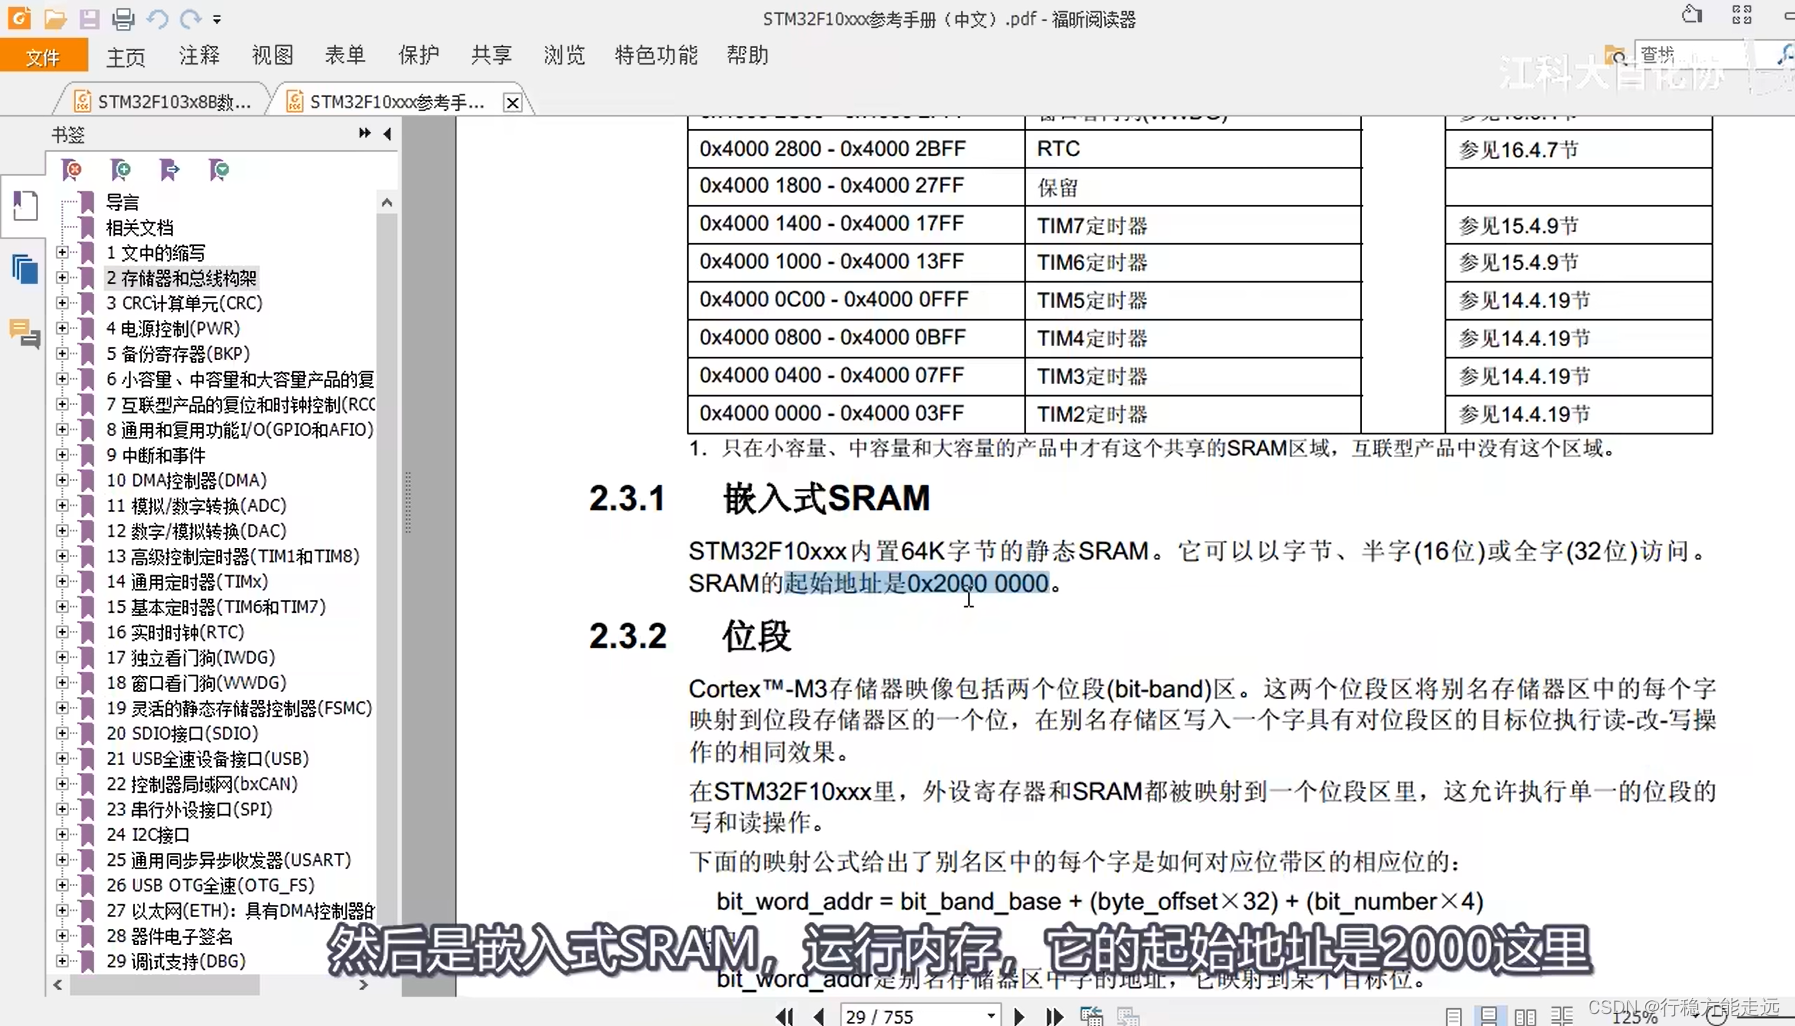 STM32F10xxx参考手册（中文）.pdf - 福昕阅读器
文件 主页 注释 视图 表单 保护 共享 浏览 特色功能 帮助
查找
江科大自化协
STM32F103x8B数... STM32F10xxx参考手...
书签
导言
相关文档
1 文中的缩写
2 存储器和总线构架
3 CRC计算单元(CRC)
4 电源控制(PWR)
5 备份寄存器(BKP)
6 小容量、中容量和大容量产品的复
7 互联型产品的复位和时钟控制(RCC
8 通用和复用功能I/O(GPIO和AFIO)
9 中断和事件
10 DMA控制器(DMA)
11 模拟/数字转换(ADC)
12 数字/模拟转换(DAC)
13 高级控制定时器(TIM1和TIM8)
14 通用定时器(TIMx)
15 基本定时器(TIM6和TIM7)
16 实时时钟(RTC)
17 独立看门狗(IWDG)
18 窗口看门狗(WWDG)
19 灵活的静态存储器控制器(FSMC)
20 SDIO接口(SDIO)
21 USB全速设备接口(USB)
22 控制器局域网(bxCAN)
23 串行外设接口(SPI)
24 I2C接口
25 通用同步异步收发器(USART)
26 USB OTG全速(OTG_FS)
27 以太网(ETH)：具有DMA控制器的
28 器件电子签名
29 调试支持(DBG)
0x4000 2800 - 0x4000 2BFF RTC 参见16.4.7节
0x4000 1800 - 0x4000 27FF 保留
0x4000 1400 - 0x4000 17FF TIM7定时器 参见15.4.9节
0x4000 1000 - 0x4000 13FF TIM6定时器 参见15.4.9节
0x4000 0C00 - 0x4000 0FFF TIM5定时器 参见14.4.19节
0x4000 0800 - 0x4000 0BFF TIM4定时器 参见14.4.19节
0x4000 0400 - 0x4000 07FF TIM3定时器 参见14.4.19节
0x4000 0000 - 0x4000 03FF TIM2定时器 参见14.4.19节
1. 只在小容量、中容量和大容量的产品中才有这个共享的SRAM区域，互联型产品中没有这个区域。
2.3.1 嵌入式SRAM
STM32F10xxx内置64K字节的静态SRAM。它可以以字节、半字(16位)或全字(32位)访问。
SRAM的起始地址是0x2000 0000。
2.3.2 位段
Cortex™-M3存储器映像包括两个位段(bit-band)区。这两个位段区将别名存储器区中的每个字
映射到位段存储器区的一个位，在别名存储区写入一个字具有对位段区的目标位执行读-改-写操
作的相同效果。
在STM32F10xxx里，外设寄存器和SRAM都被映射到一个位段区里，这允许执行单一的位段的
写和读操作。
下面的映射公式给出了别名区中的每个字是如何对应位带区的相应位的：
bit_word_addr = bit_band_base + (byte_offset×32) + (bit_number×4)
然后是嵌入式SRAM，运行内存，它的起始地址是2000这里
bit_word_addr是别名存储器区中字的地址，它映射到某个目标位。
29 / 755
125%
CSDN @行稳方能走远